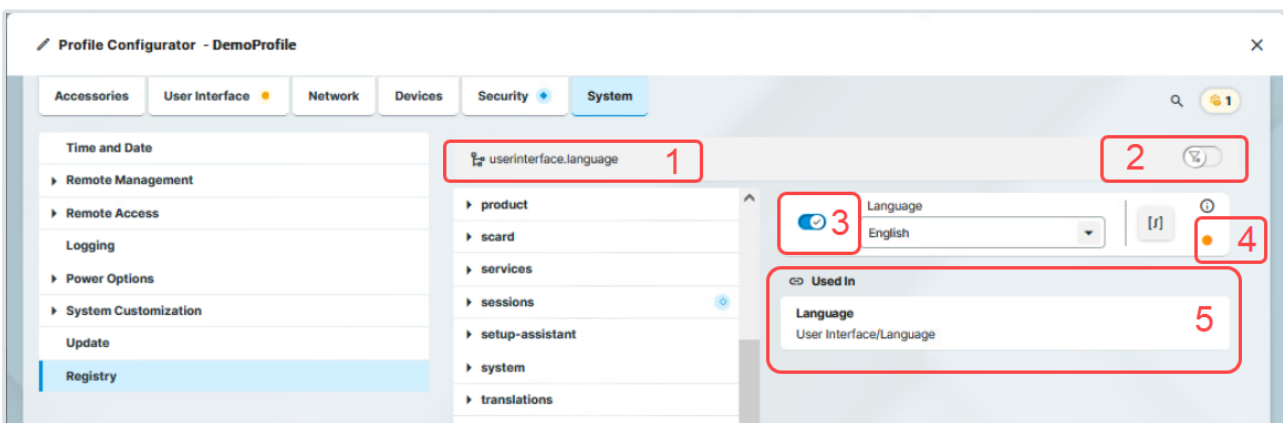 Profile Configurator - DemoProfile
Accessories
User Interface
Network
Devices
Security
System
1
Time and Date
Remote Management
Remote Access
Logging
Power Options
System Customization
Update
Registry
userinterface.language
1
2
product
scard
services
sessions
setup-assistant
system
translations
3
Language
English
[ʃ]
4
Used In
Language
User Interface/Language
5